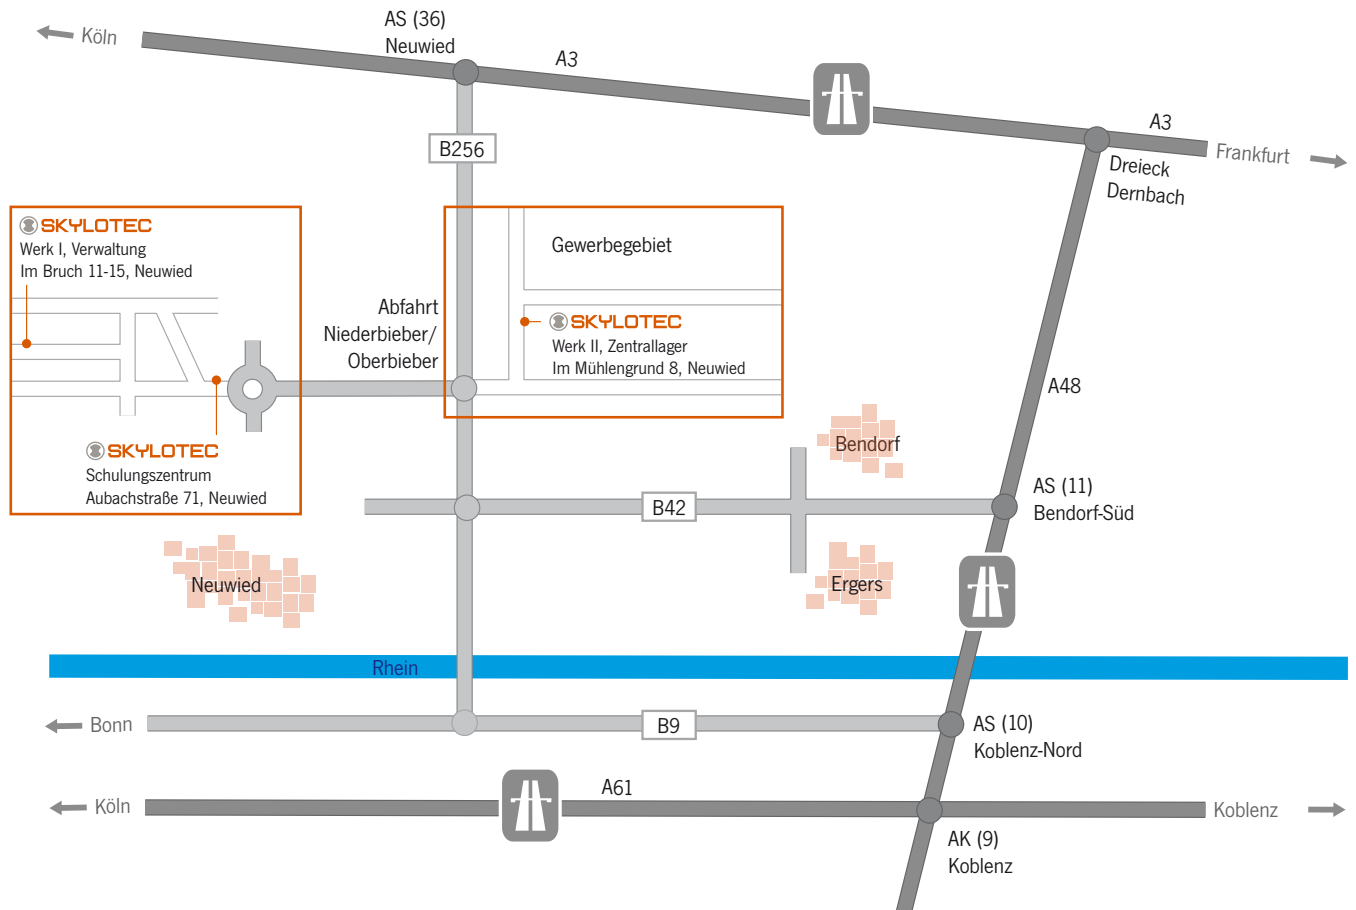 AS (36)
Neuwied
Köln
A3
A3
Frankfurt
Dreieck
Dernbach
B256
SKYLOTEC
Werk I, Verwaltung
Im Bruch 11-15, Neuwied
Gewerbegebiet
Abfahrt
Niederbieber/
Oberbieber
SKYLOTEC
Werk II, Zentrallager
Im Mühlengrund 8, Neuwied
A48
SKYLOTEC
Schulungszentrum
Aubachstraße 71, Neuwied
Bendorf
AS (11)
Bendorf-Süd
B42
Neuwied
Ergers
Rhein
Bonn
B9
AS (10)
Koblenz-Nord
A61
Köln
Koblenz
AK (9)
Koblenz